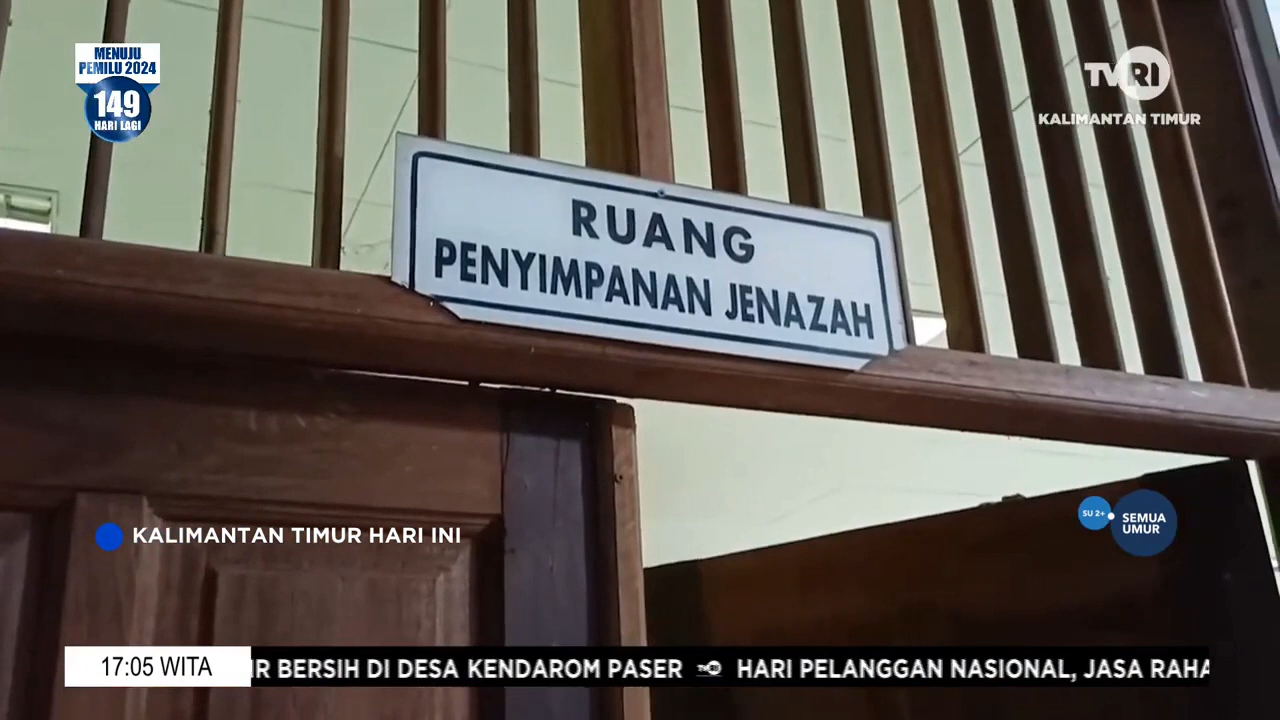 MENUJU
PEMILU 2024
149
HARI LAGI
TVRI
KALIMANTAN TIMUR
RUANG
PENYIMPANAN JENAZAH
KALIMANTAN TIMUR HARI INI
SU 2+
SEMUA
UMUR
17:05 WITA
BERSIH DI DESA KENDAROM PASER TVRI HARI PELANGGAN NASIONAL, JASA